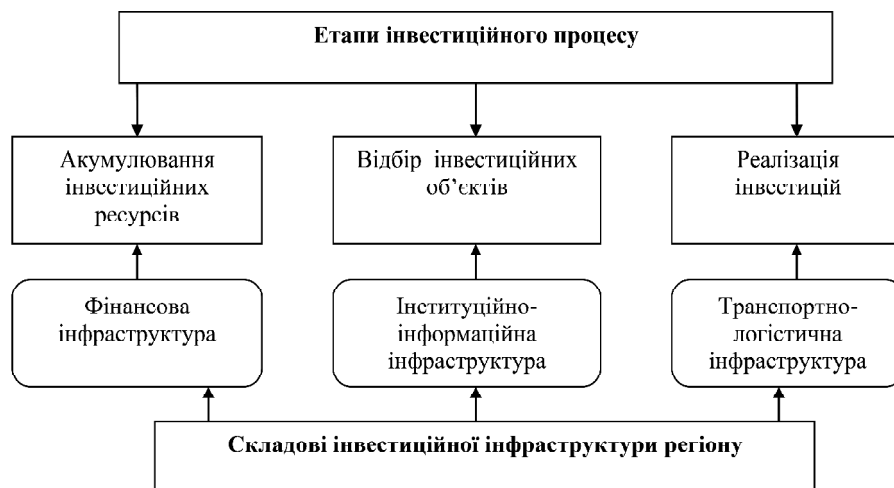 Етапи інвестиційного процесу
Акумулювання
інвестиційних
ресурсів
Відбір інвестиційних
об’єктів
Реалізація
інвестицій
Фінансова
інфраструктура
Інституційно-
інформаційна
інфраструктура
Транспортно-
логістична
інфраструктура
Складові інвестиційної інфраструктури регіону